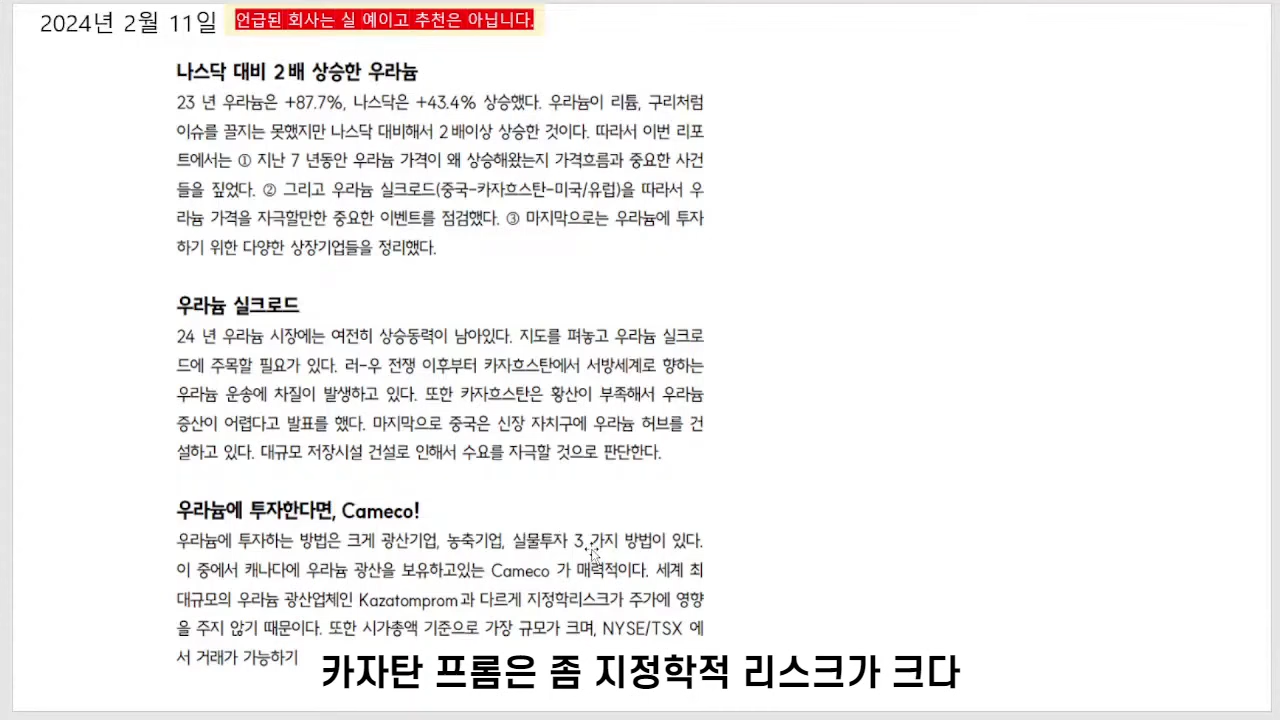 2024년 2월 11일
언급된 회사는 실 예이고 추천은 아닙니다.
나스닥 대비 2배 상승한 우라늄
23 년 우라늄은 +87.7%, 나스닥은 +43.4% 상승했다. 우라늄이 리튬, 구리처럼
이슈를 끌지는 못했지만 나스닥 대비해서 2배이상 상승한 것이다. 따라서 이번 리포
트에서는 ① 지난 7 년동안 우라늄 가격이 왜 상승해왔는지 가격흐름과 중요한 사건
들을 짚었다. ② 그리고 우라늄 실크로드(중국-카자흐스탄-미국/유럽)을 따라서 우
라늄 가격을 자극할만한 중요한 이벤트를 점검했다. ③ 마지막으로는 우라늄에 투자
하기 위한 다양한 상장기업들을 정리했다.
우라늄 실크로드
24 년 우라늄 시장에는 여전히 상승동력이 남아있다. 지도를 펴놓고 우라늄 실크로
드에 주목할 필요가 있다. 러-우 전쟁 이후부터 카자흐스탄에서 서방세계로 향하는
우라늄 운송에 차질이 발생하고 있다. 또한 카자흐스탄은 황산이 부족해서 우라늄
증산이 어렵다고 발표를 했다. 마지막으로 중국은 신장 자치구에 우라늄 허브를 건
설하고 있다. 대규모 저장시설 건설로 인해서 수요를 자극할 것으로 판단한다.
우라늄에 투자한다면, Cameco!
우라늄에 투자하는 방법은 크게 광산기업, 농축기업, 실물투자 3 가지 방법이 있다.
이 중에서 캐나다에 우라늄 광산을 보유하고있는 Cameco 가 매력적이다. 세계 최
대규모의 우라늄 광산업체인 Kazatomprom과 다르게 지정학리스크가 주가에 영향
을 주지 않기 때문이다. 또한 시가총액 기준으로 가장 규모가 크며, NYSE/TSX 에
서 거래가 가능하기
카자탄 프롬은 좀 지정학적 리스크가 크다